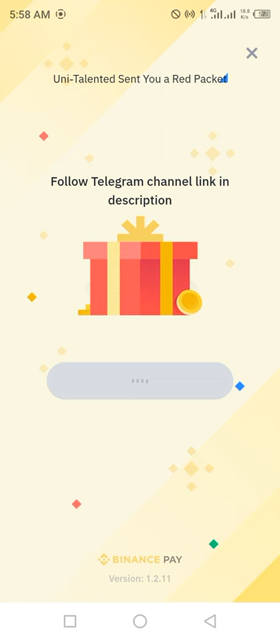 5:58 AM
Uni-Talented Sent You a Red Packet
Follow Telegram channel link in
description
BINANCE PAY
Version: 1.2.11